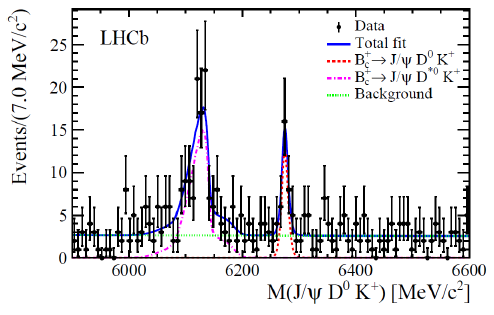 LHCb
Data
Total fit
B_c^+→ J/ψ D^0 K^+
B_c^+→ J/ψ D^{*0} K^+
Background
Events/(7.0 MeV/c^2)
25
20
15
10
5
0
6000
6200
6400
6600
M(J/ψ D^0 K^+) [MeV/c^2]